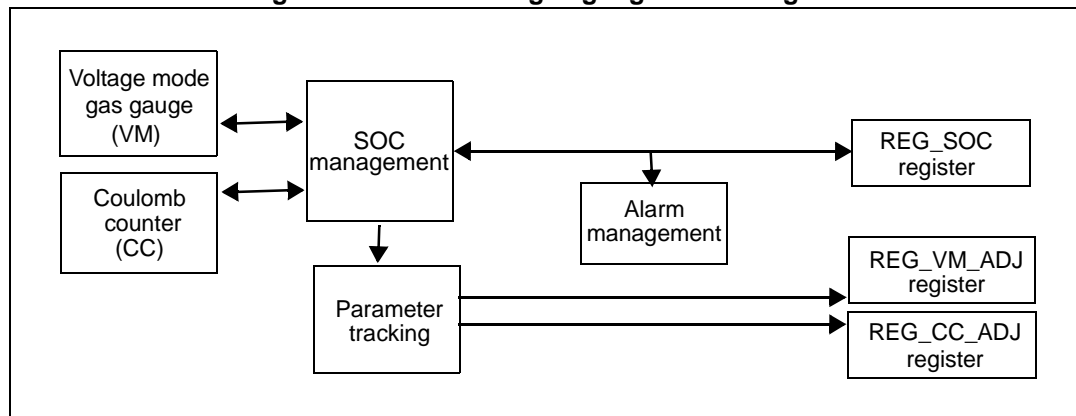 Voltage mode
gas gauge
(VM)
Coulomb
counter
(CC)
SOC
management
Parameter
tracking
Alarm
management
REG_SOC
register
REG_VM_ADJ
register
REG_CC_ADJ
register